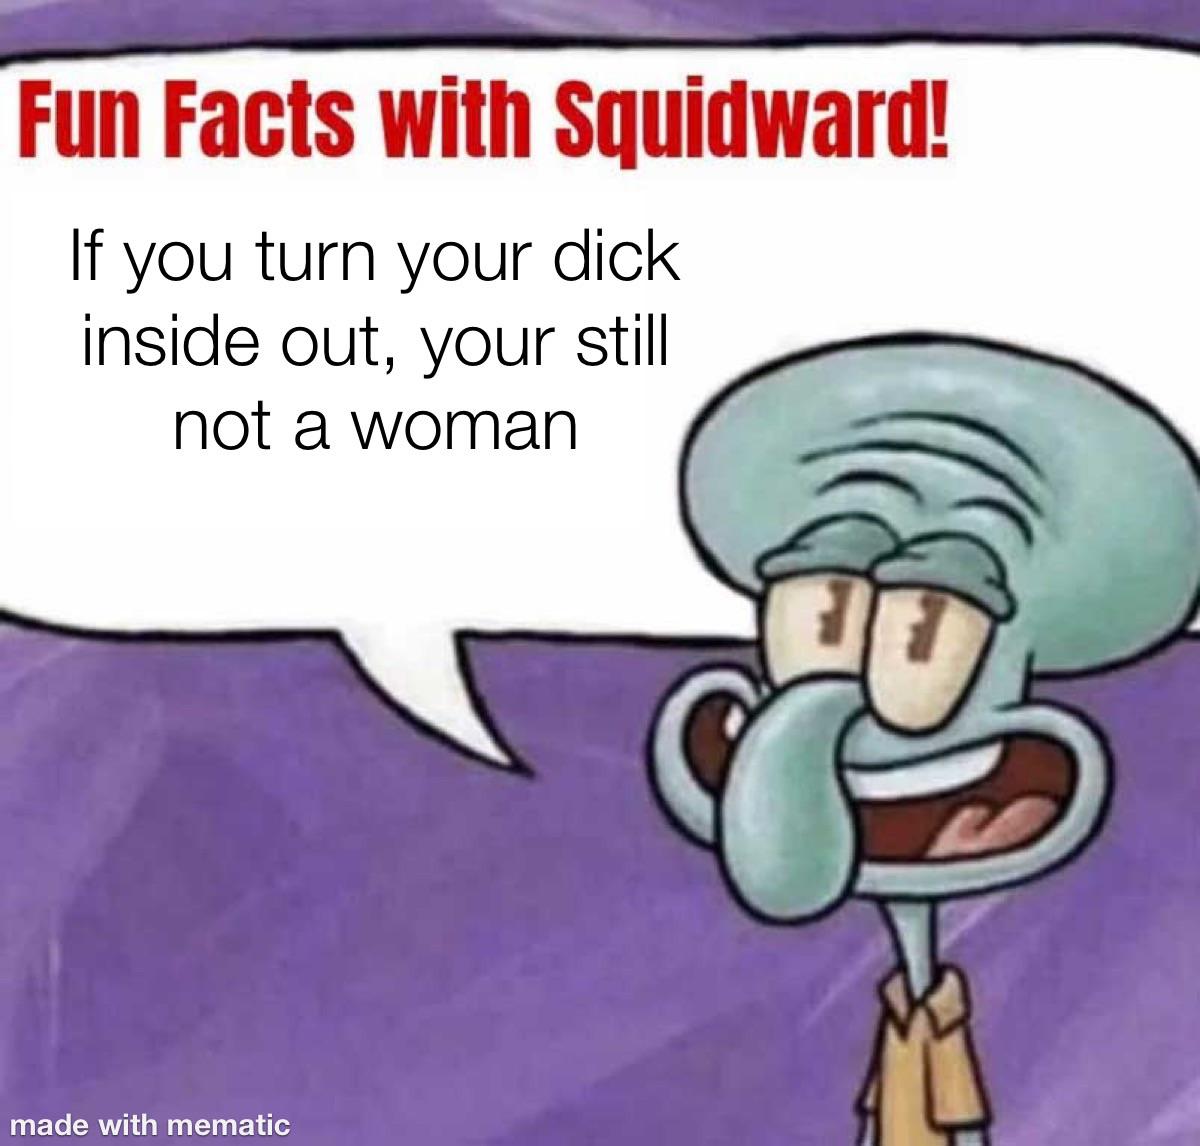 Fun Facts with Squidward!
If you turn your dick
inside out, your still
not a woman
made with mematic